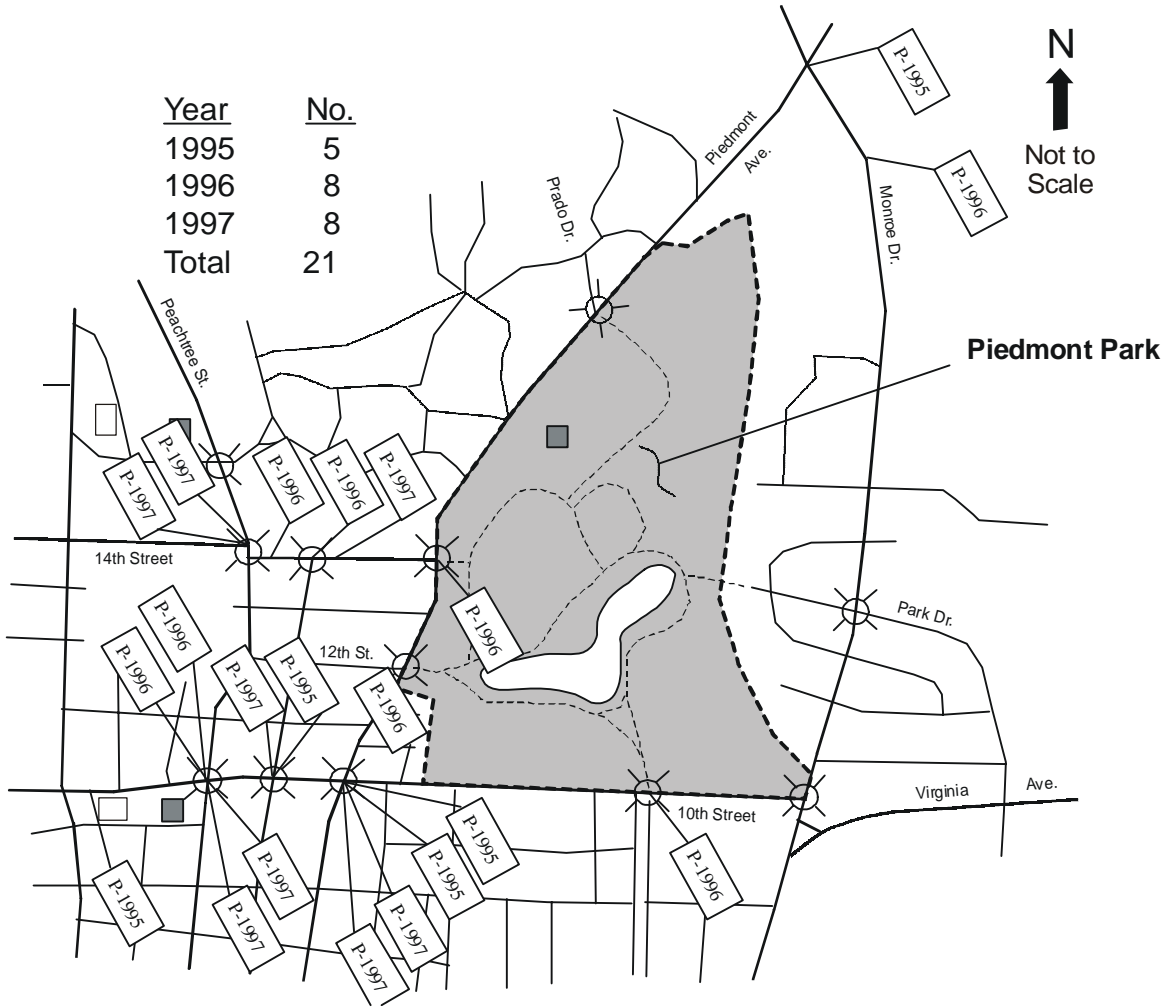 N
Not to
Scale
Year No.
1995 5
1996 8
1997 8
Total 21
P-1995
P-1996
Piedmont
Ave.
Prado Dr.
Monroe Dr.
Peachtree St.
Piedmont Park
P-1997
P-1997
P-1996
P-1996
P-1997
14th Street
P-1996
P-1996
P-1996
12th St.
P-1997
P-1995
P-1996
Park Dr.
10th Street
Virginia Ave.
P-1995
P-1997
P-1997
P-1995
P-1995
P-1997
P-1997
P-1996